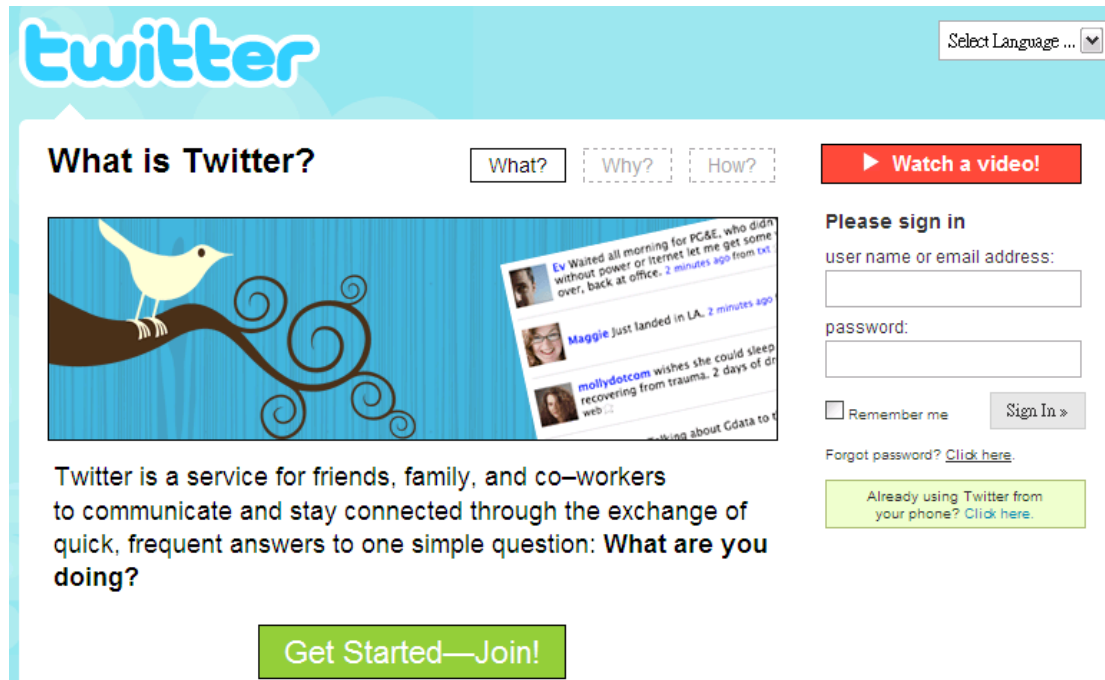 twitter
Select Language ...
What is Twitter?
What?
Why?
How?
Watch a video!
Ev Waited all morning for PG&E, who didn
without power or Iternet let me get some
over, back at office. 2 minutes ago from txt
Maggie Just landed in LA. 2 minutes ago
mollydotcom wishes she could sleep
recovering from trauma. 2 days of dr
web
Talking about Gdata to t
Twitter is a service for friends, family, and co–workers
to communicate and stay connected through the exchange of
quick, frequent answers to one simple question: What are you
doing?
Get Started—Join!
Please sign in
user name or email address:
password:
Remember me
Sign In »
Forgot password? Click here.
Already using Twitter from
your phone? Click here.